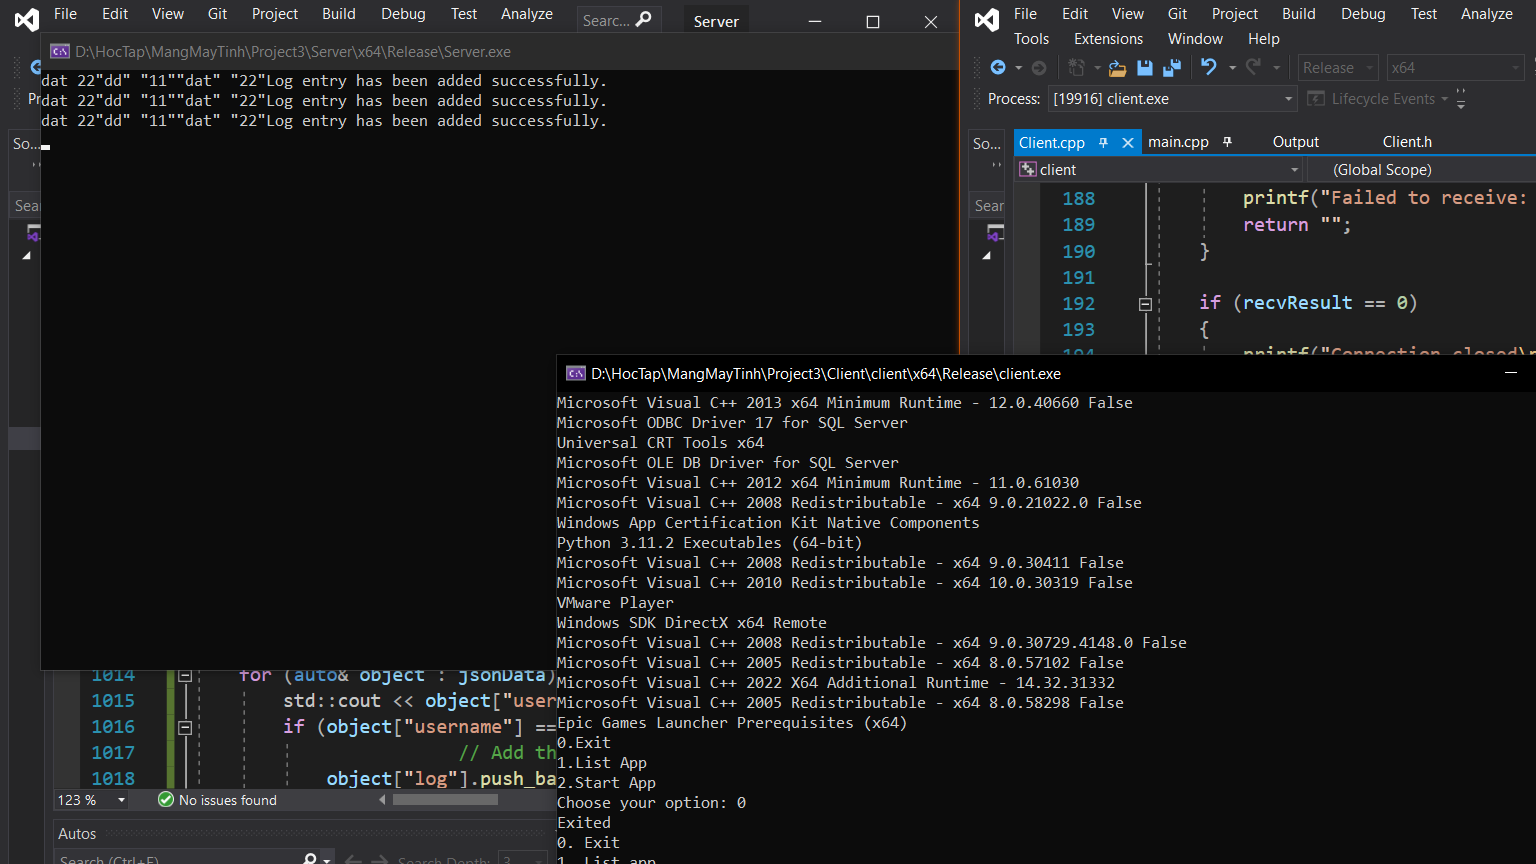 File Edit View Git Project Build Debug Test Analyze Searc... Server
D:\HocTap\MangMayTinh\Project3\Server\x64\Release\Server.exe
dat 22"dd" "11""dat" "22"Log entry has been added successfully.
dat 22"dd" "11""dat" "22"Log entry has been added successfully.
dat 22"dd" "11""dat" "22"Log entry has been added successfully.
So...
Sea
1014 for (auto& object : jsonData)
1015 std::cout << object["user
1016 if (object["username"] ==
1017 // Add th
1018 object["log"].push_ba
123 % No issues found
Autos
Search (Ctrl+E) Search Depth: 3
File Edit View Git Project Build Debug Test Analyze
Tools Extensions Window Help
Release x64
Process: [19916] client.exe Lifecycle Events
So...
Client.cpp main.cpp Output Client.h
client (Global Scope)
Sear
188 printf("Failed to receive:
189 return "";
190 }
191
192 if (recvResult == 0)
193 {
194 printf("Connection closed\n
D:\HocTap\MangMayTinh\Project3\Client\client\x64\Release\client.exe
Microsoft Visual C++ 2013 x64 Minimum Runtime - 12.0.40660 False
Microsoft ODBC Driver 17 for SQL Server
Universal CRT Tools x64
Microsoft OLE DB Driver for SQL Server
Microsoft Visual C++ 2012 x64 Minimum Runtime - 11.0.61030
Microsoft Visual C++ 2008 Redistributable - x64 9.0.21022.0 False
Windows App Certification Kit Native Components
Python 3.11.2 Executables (64-bit)
Microsoft Visual C++ 2008 Redistributable - x64 9.0.30411 False
Microsoft Visual C++ 2010 Redistributable - x64 10.0.30319 False
VMware Player
Windows SDK DirectX x64 Remote
Microsoft Visual C++ 2008 Redistributable - x64 9.0.30729.4148.0 False
Microsoft Visual C++ 2005 Redistributable - x64 8.0.57102 False
Microsoft Visual C++ 2022 X64 Additional Runtime - 14.32.31332
Microsoft Visual C++ 2005 Redistributable - x64 8.0.58298 False
Epic Games Launcher Prerequisites (x64)
0.Exit
1.List App
2.Start App
Choose your option: 0
Exited
0. Exit
1. List app